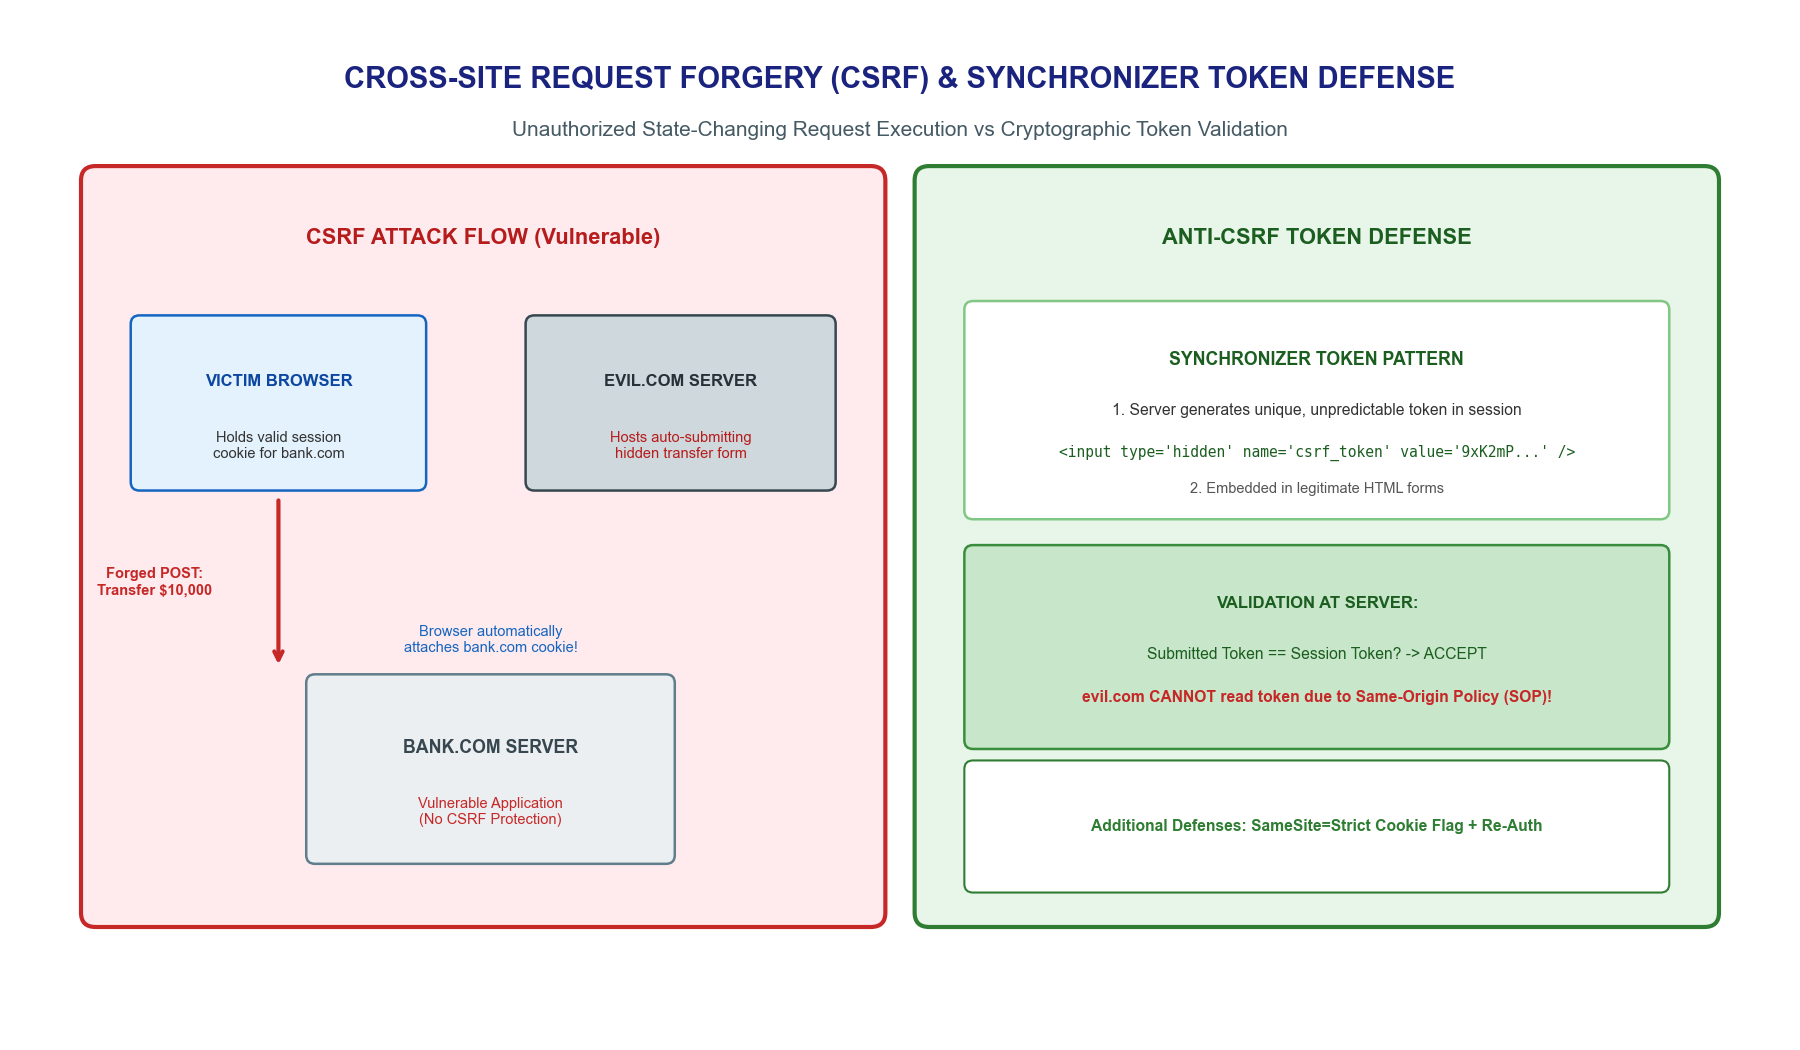 CROSS-SITE REQUEST FORGERY (CSRF) & SYNCHRONIZER TOKEN DEFENSE
Unauthorized State-Changing Request Execution vs Cryptographic Token Validation
CSRF ATTACK FLOW (Vulnerable)
VICTIM BROWSER
Holds valid session
cookie for bank.com
EVIL.COM SERVER
Hosts auto-submitting
hidden transfer form
Forged POST:
Transfer $10,000
Browser automatically
attaches bank.com cookie!
BANK.COM SERVER
Vulnerable Application
(No CSRF Protection)
ANTI-CSRF TOKEN DEFENSE
SYNCHRONIZER TOKEN PATTERN
1. Server generates unique, unpredictable token in session
<input type='hidden' name='csrf_token' value='9xK2mP...' />
2. Embedded in legitimate HTML forms
VALIDATION AT SERVER:
Submitted Token == Session Token? -> ACCEPT
evil.com CANNOT read token due to Same-Origin Policy (SOP)!
Additional Defenses: SameSite=Strict Cookie Flag + Re-Auth